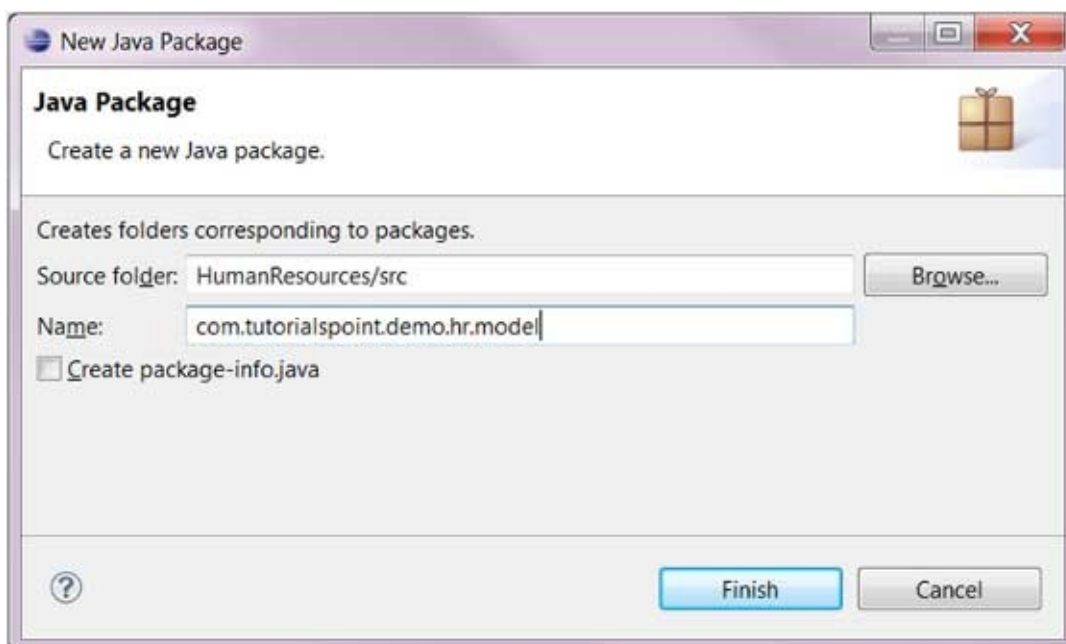 New Java Package
Java Package
Create a new Java package.
Creates folders corresponding to packages.
Source folder: HumanResources/src Browse...
Name: com.tutorialspoint.demo.hr.model
Create package-info.java
? Finish Cancel